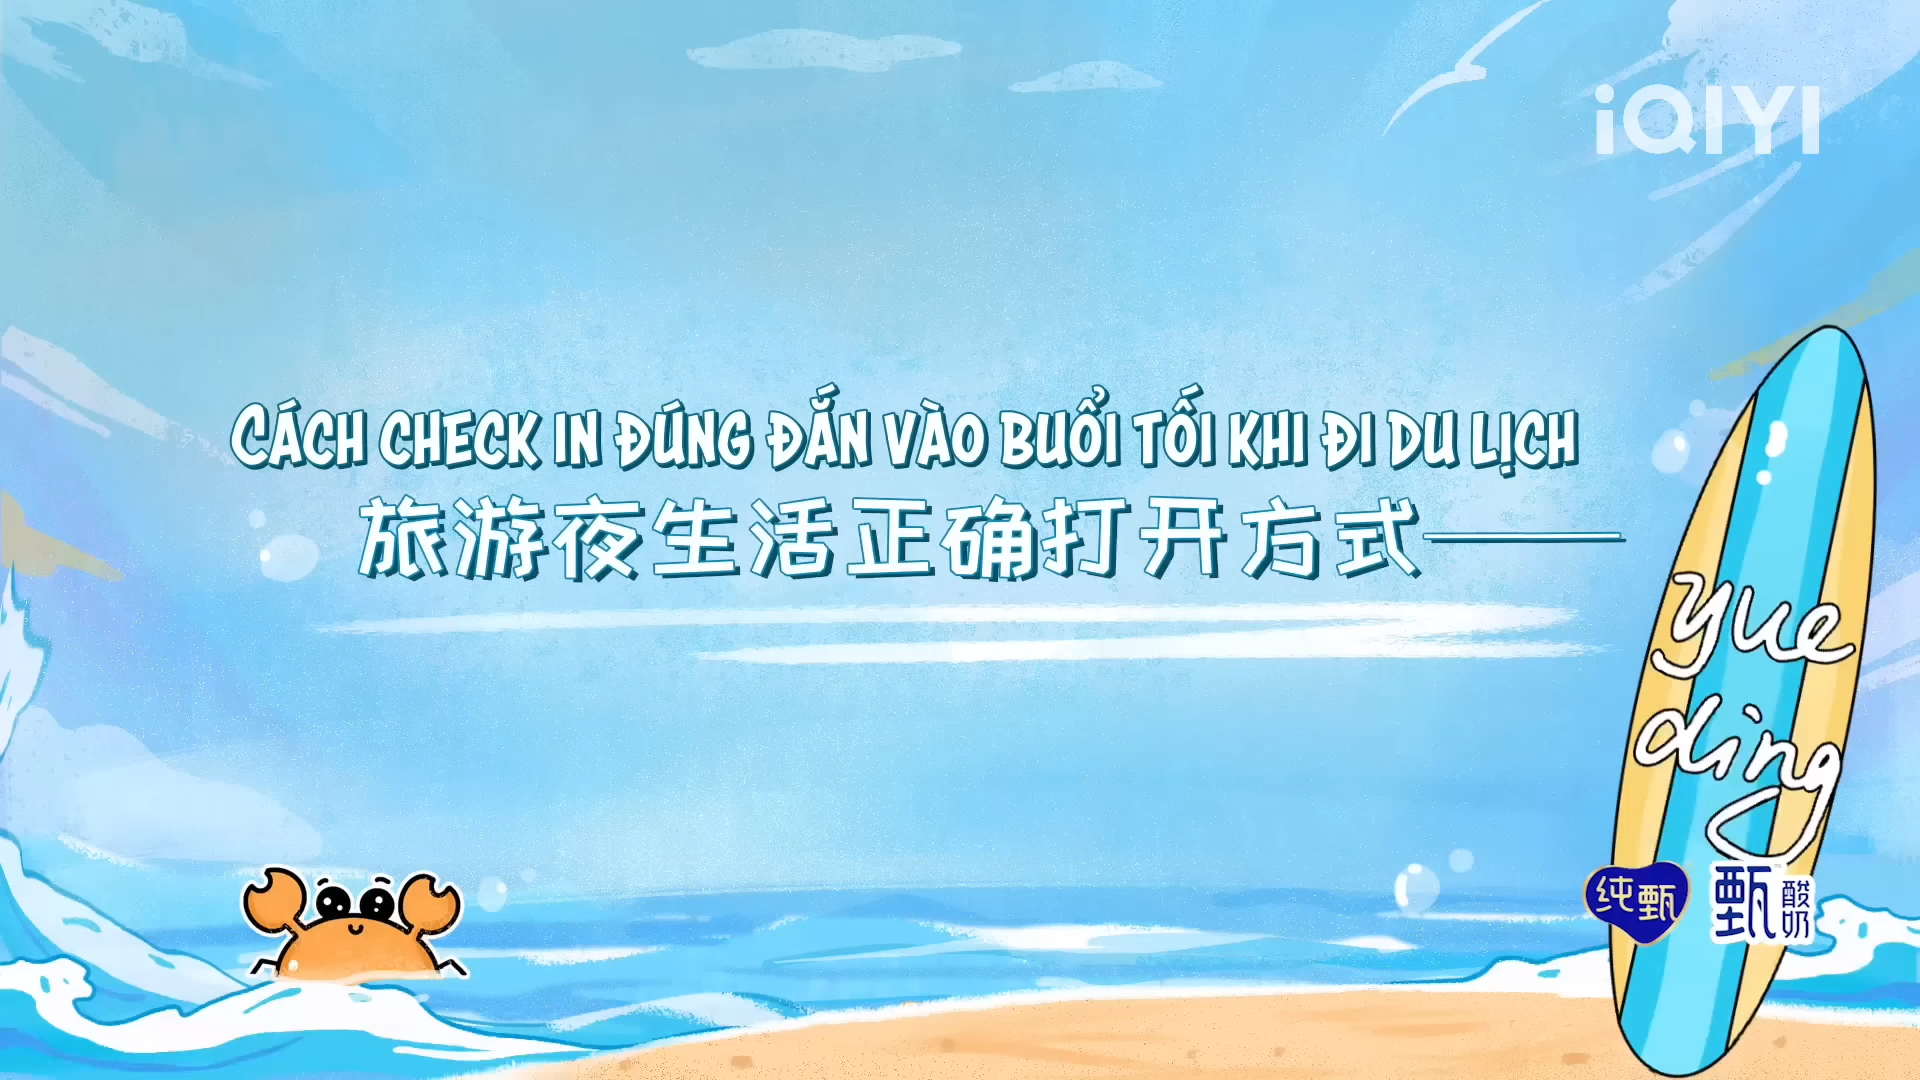 iQIYI
CÁCH CHECK IN ĐÚNG ĐẮN VÀO BUỔI TỐI KHI ĐI DU LỊCH
旅游夜生活正确打开方式——
yue
ding
纯甄
甄酸奶